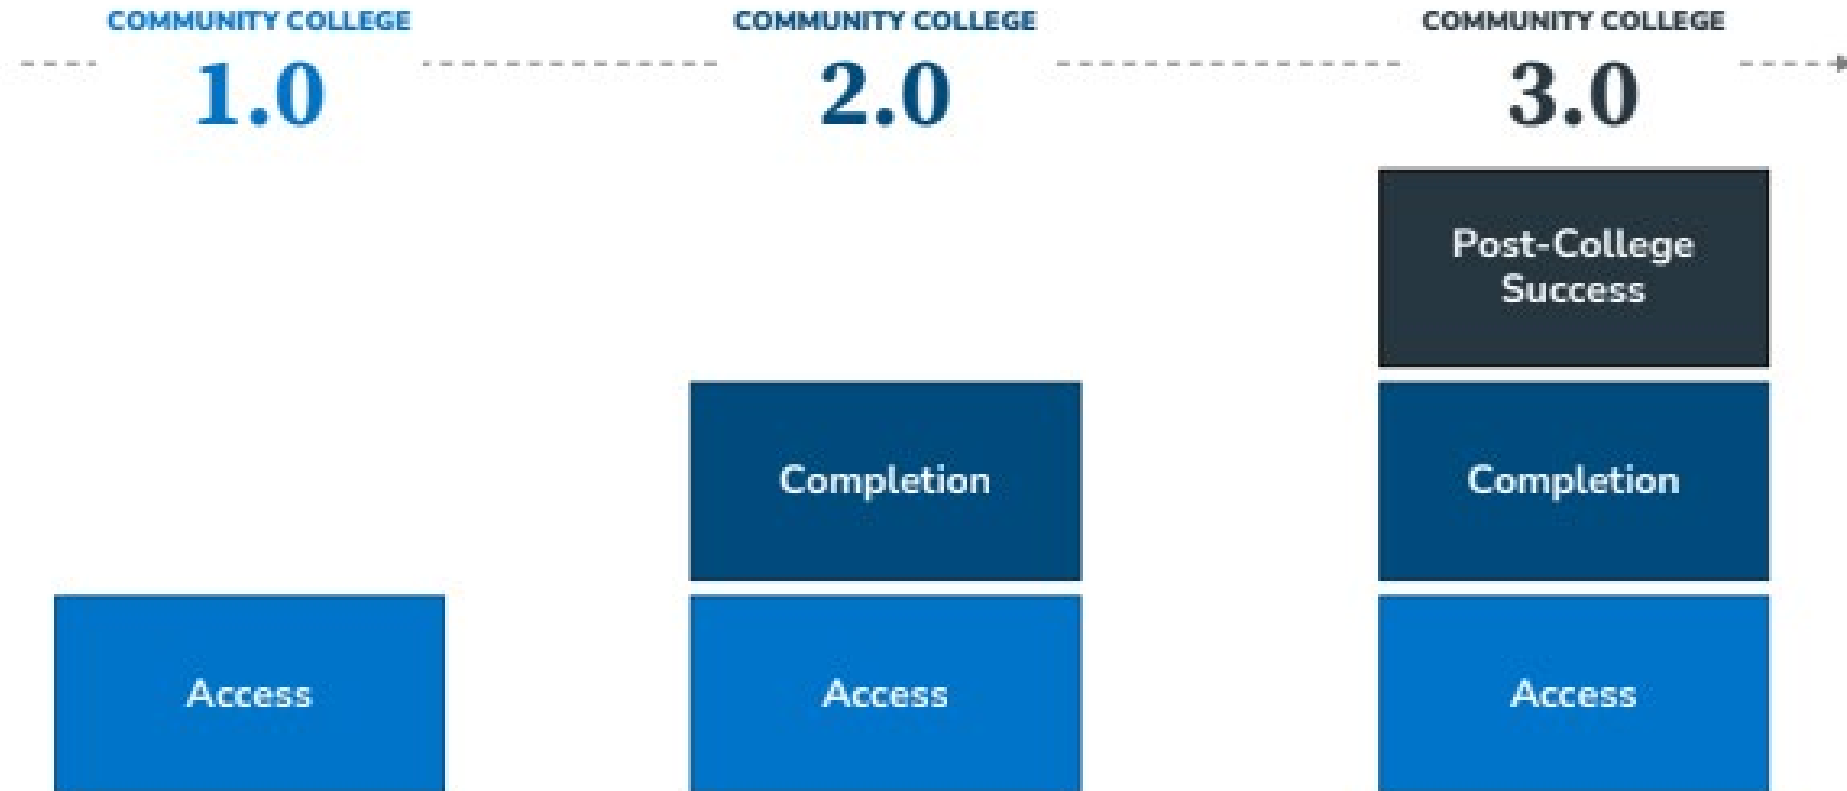 COMMUNITY COLLEGE
1.0
COMMUNITY COLLEGE
2.0
COMMUNITY COLLEGE
3.0
Post-College
Success
Completion
Completion
Access
Access
Access